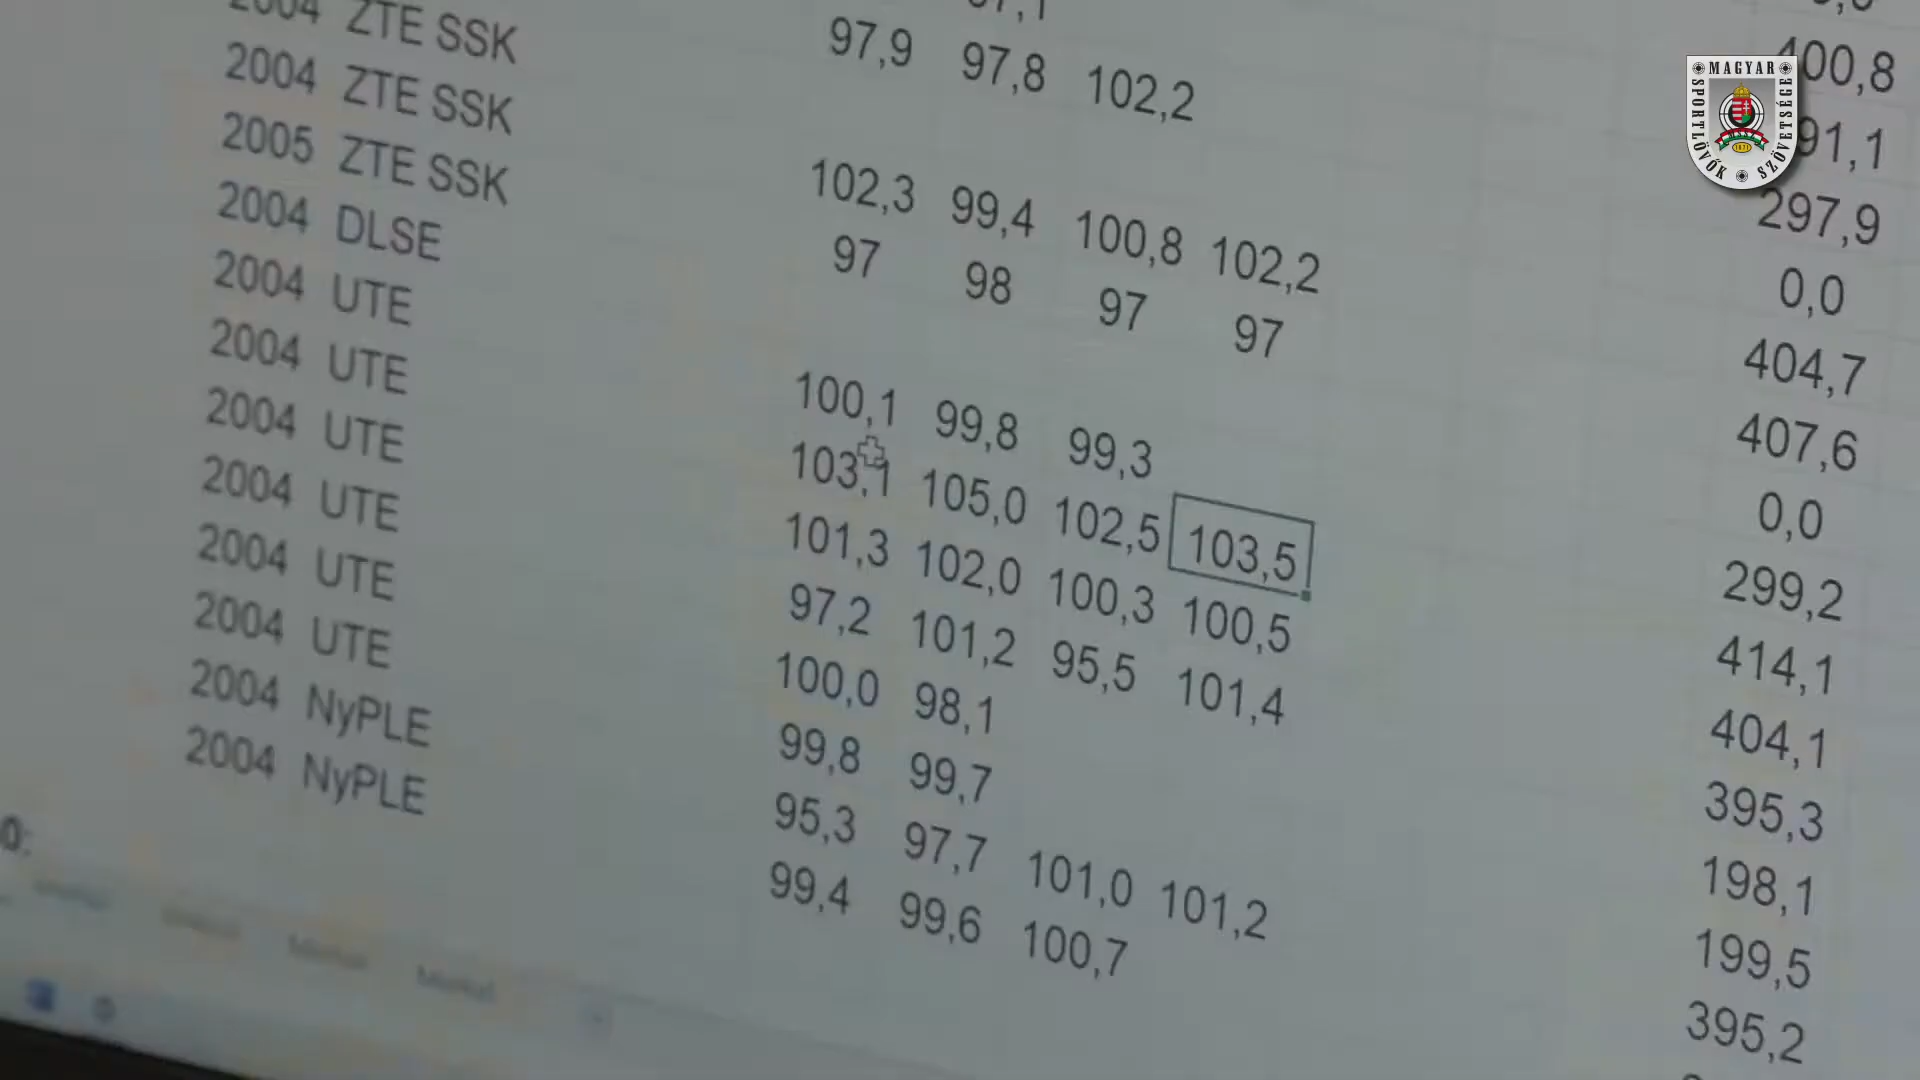 400,8
91,1
97,9 97,8 102,2 297,9
2004 ZTE SSK 0,0
2004 ZTE SSK 102,3 99,4 100,8 102,2 404,7
2005 ZTE SSK 97 98 97 97 407,6
2004 DLSE 0,0
2004 UTE 100,1 99,8 99,3 299,2
2004 UTE 103,1 105,0 102,5 103,5 414,1
2004 UTE 101,3 102,0 100,3 100,5 404,1
2004 UTE 97,2 101,2 95,5 101,4 395,3
2004 UTE 100,0 98,1 198,1
2004 UTE 99,8 99,7 199,5
2004 NyPLE 95,3 97,7 101,0 101,2 395,2
2004 NyPLE 99,4 99,6 100,7
0:
MAGYAR
SPORTLÖVŐK
SZÖVETSÉGE
MSSZ
1871